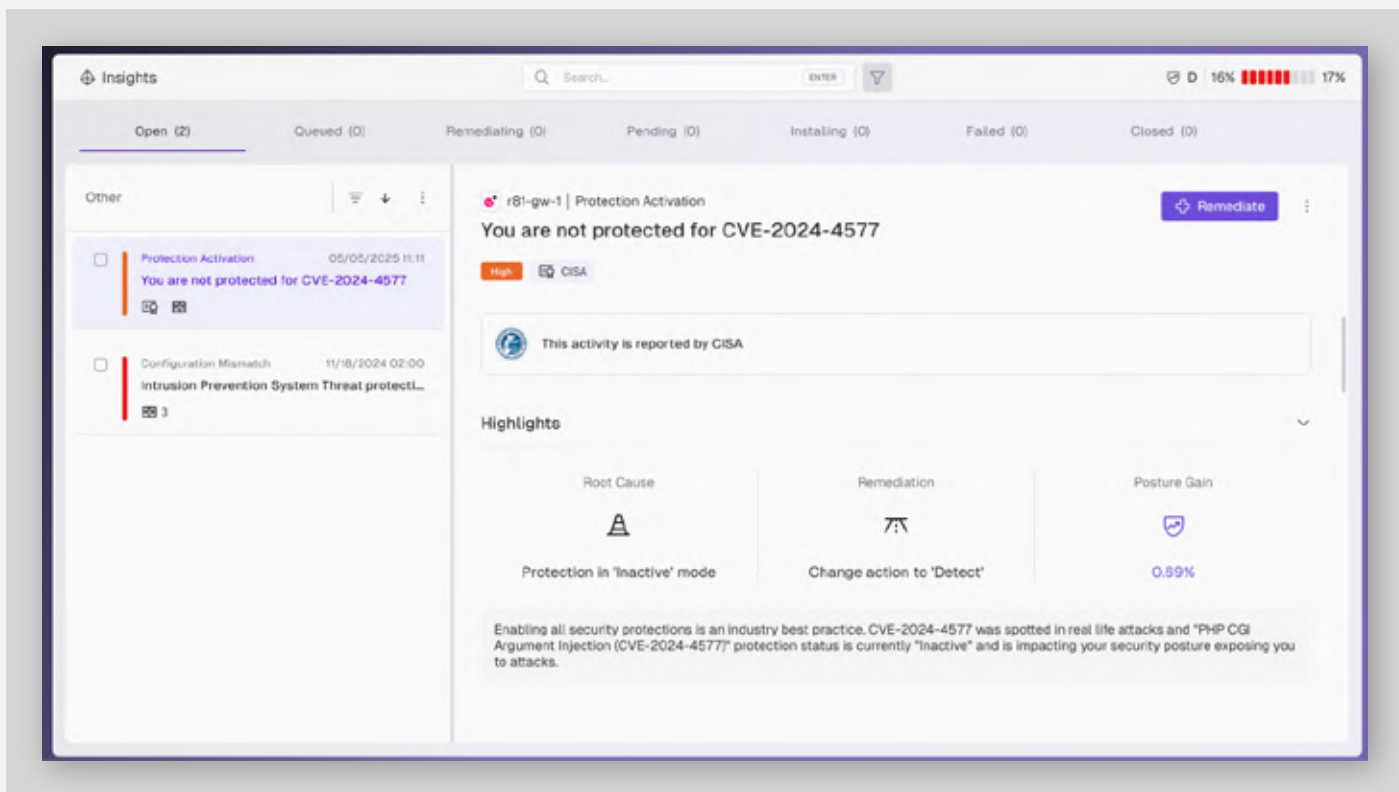 Insights
Search...
ENTER
D 16% 17%
Open (2)
Queued (0)
Remediating (0)
Pending (0)
Installing (0)
Failed (0)
Closed (0)
Other
Protection Activation 05/05/2025 11:11
You are not protected for CVE-2024-4577
Configuration Mismatch 11/18/2024 02:00
Intrusion Prevention System Threat protecti...
3
r81-gw-1 | Protection Activation
Remediate
You are not protected for CVE-2024-4577
High
CISA
This activity is reported by CISA
Highlights
Root Cause
Remediation
Posture Gain
Protection in 'Inactive' mode
Change action to 'Detect'
0.59%
Enabling all security protections is an industry best practice. CVE-2024-4577 was spotted in real life attacks and "PHP CGI
Argument Injection (CVE-2024-4577)" protection status is currently "Inactive" and is impacting your security posture exposing you
to attacks.